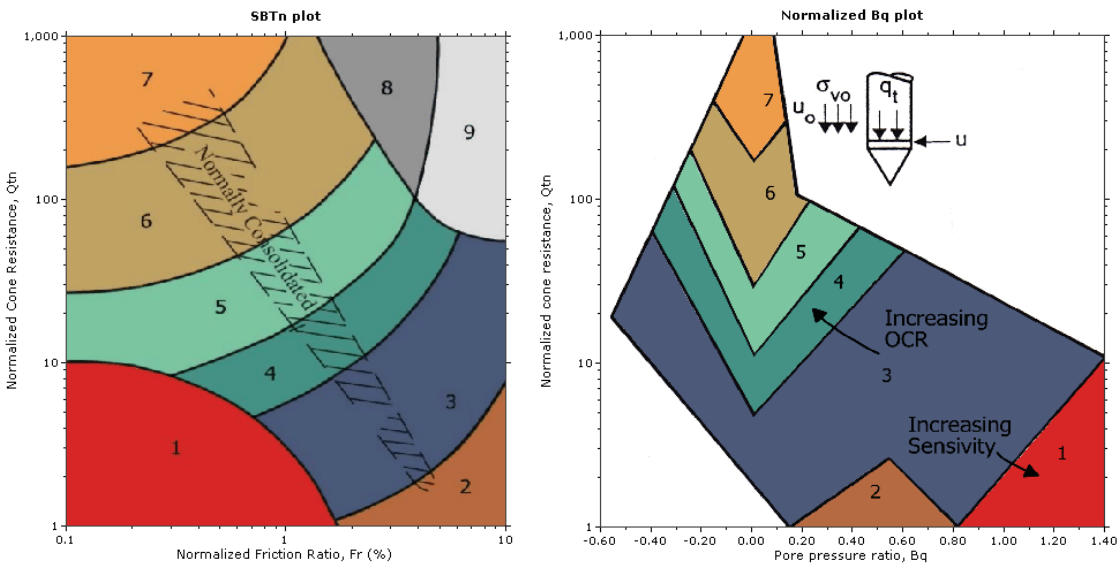 SBTn plot
1,000
100
10
1
Normalized Cone Resistance, Qtn
7
8
9
6
Normally Consolidated
5
4
3
1
2
0.1
1
10
Normalized Friction Ratio, Fr (%)
Normalized Bq plot
1,000
100
10
1
Normalized cone resistance, Qtn
σvo
uo
qt
u
7
6
5
4
Increasing
OCR
3
Increasing
Sensivity
1
2
-0.60
-0.40
-0.20
0.00
0.20
0.40
0.60
0.80
1.00
1.20
1.40
Pore pressure ratio, Bq